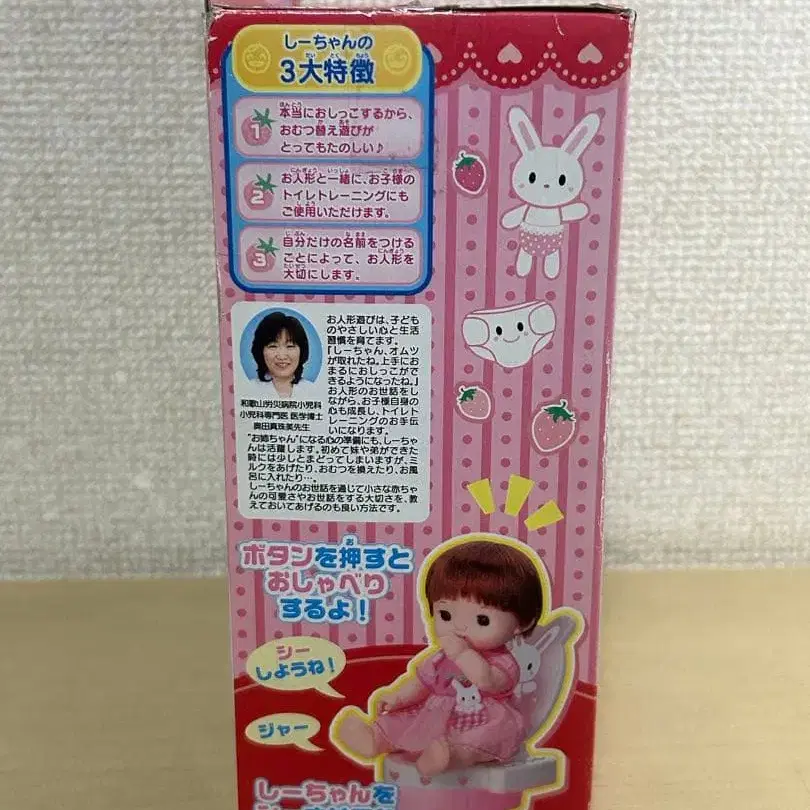 しーちゃんの
3大特徴
1 本当におしっこするから、
おむつ替え遊びが
とってもたのしい♪
2 お人形と一緒に、お子様の
トイレトレーニングにも
ご使用いただけます。
3 自分だけの名前をつける
ことによって、お人形を
大切にします。
お人形遊びは、子ども
のやさしい心と生活
習慣を育てます。
「しーちゃん、オムツ
が取れたね。上手にお
まるにおしっこがで
きるようになったね。」
お人形のお世話をし
ながら、お子様自身の
心も成長し、トイレト
レーニングのお手伝
いになります。
和歌山労災病院小児科
小児科専門医 医学博士
奥田真珠美先生
"お姉ちゃん"になる心の準備にも、しーちゃ
んは活躍します。初めて妹や弟ができた
時には少しとまどってしまいますが、ミ
ルクをあげたり、おむつを換えたり、お風
呂に入れたり…。
しーちゃんのお世話を通じて小さな赤ちゃ
んの可愛さやお世話をする大切さを、教
えておいてあげるのも良い方法です。
ボタンを押すと
おしゃべり
するよ!
シー
しようね!
ジャー
しーちゃんを